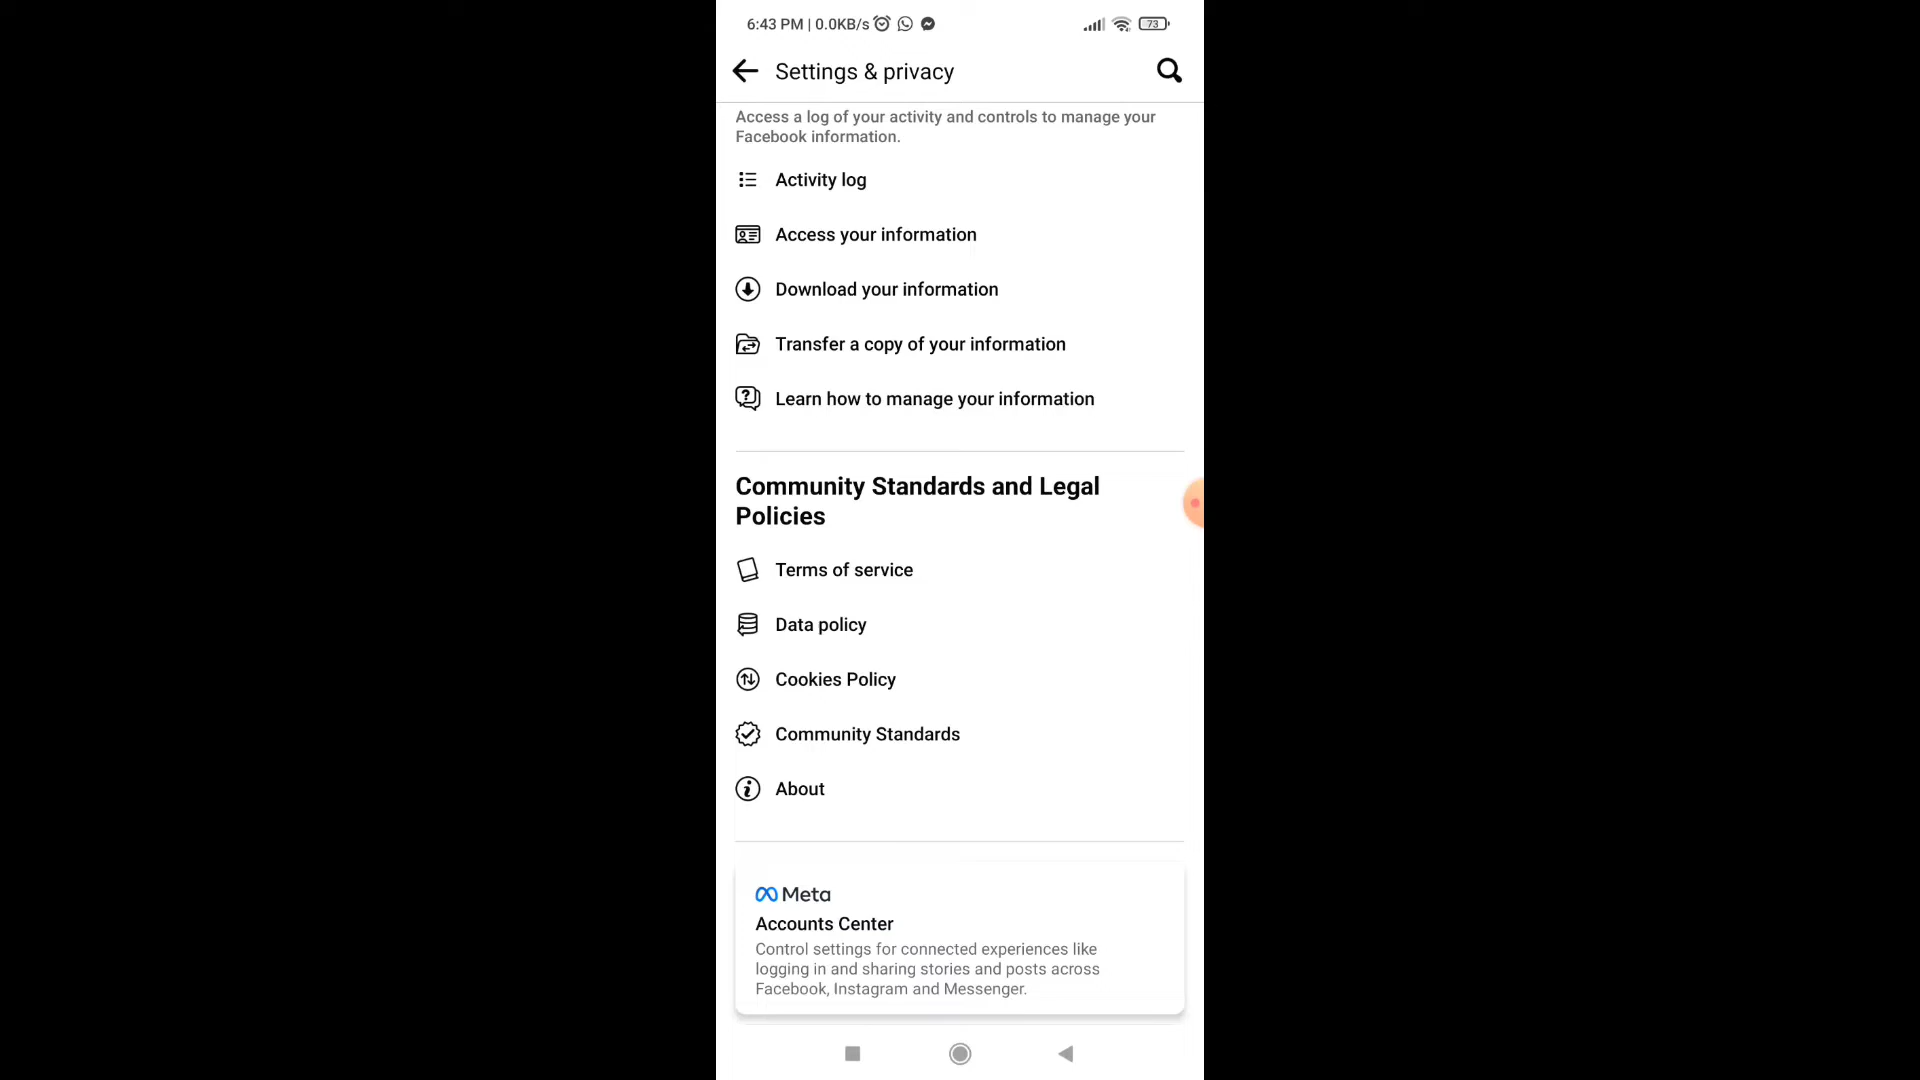 6:43 PM | 0.0KB/s
73
Settings & privacy
Access a log of your activity and controls to manage your
Facebook information.
Activity log
Access your information
Download your information
Transfer a copy of your information
Learn how to manage your information
Community Standards and Legal
Policies
Terms of service
Data policy
Cookies Policy
Community Standards
About
Meta
Accounts Center
Control settings for connected experiences like
logging in and sharing stories and posts across
Facebook, Instagram and Messenger.